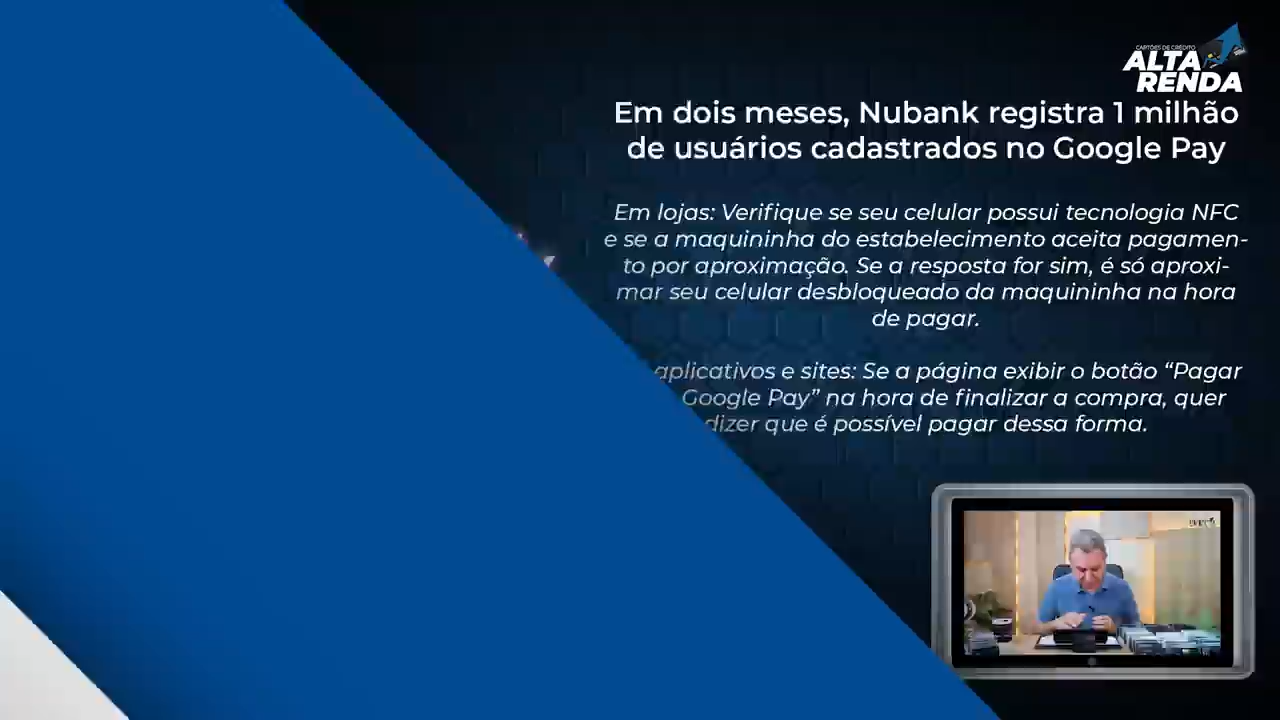 CARTÕES DE CRÉDITO
ALTA
RENDA
Em dois meses, Nubank registra 1 milhão
de usuários cadastrados no Google Pay
Em lojas: Verifique se seu celular possui tecnologia NFC
e se a maquininha do estabelecimento aceita pagamen-
to por aproximação. Se a resposta for sim, é só aproxi-
mar seu celular desbloqueado da maquininha na hora
de pagar.
aplicativos e sites: Se a página exibir o botão “Pagar
Google Pay” na hora de finalizar a compra, quer
dizer que é possível pagar dessa forma.